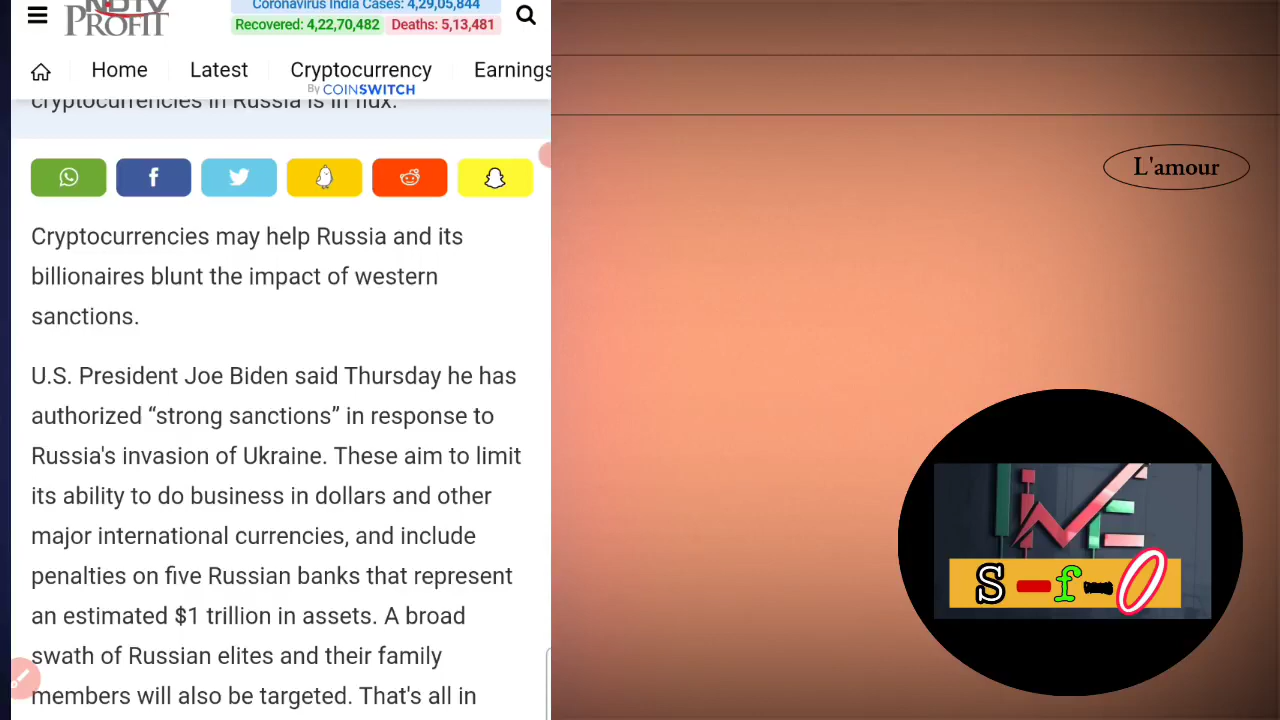 NDTV
PROFIT
Coronavirus India Cases: 4,29,05,844
Recovered: 4,22,70,482 Deaths: 5,13,481
Home Latest Cryptocurrency Earnings
By COINSWITCH
cryptocurrencies in Russia is in flux.
Cryptocurrencies may help Russia and its
billionaires blunt the impact of western
sanctions.
U.S. President Joe Biden said Thursday he has
authorized “strong sanctions” in response to
Russia's invasion of Ukraine. These aim to limit
its ability to do business in dollars and other
major international currencies, and include
penalties on five Russian banks that represent
an estimated $1 trillion in assets. A broad
swath of Russian elites and their family
members will also be targeted. That's all in
L'amour
S-f-O